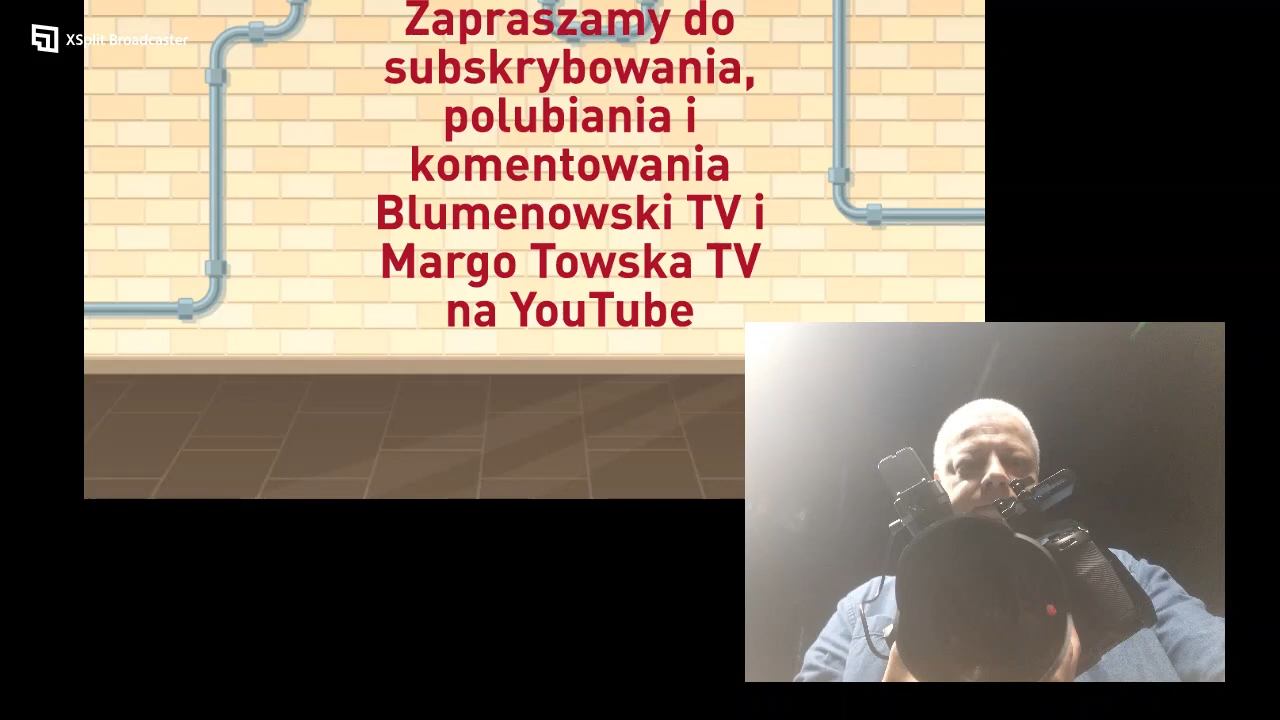 XSplit Broadcaster
Zapraszamy do
subskrybowania,
polubiania i
komentowania
Blumenowski TV i
Margo Towska TV
na YouTube